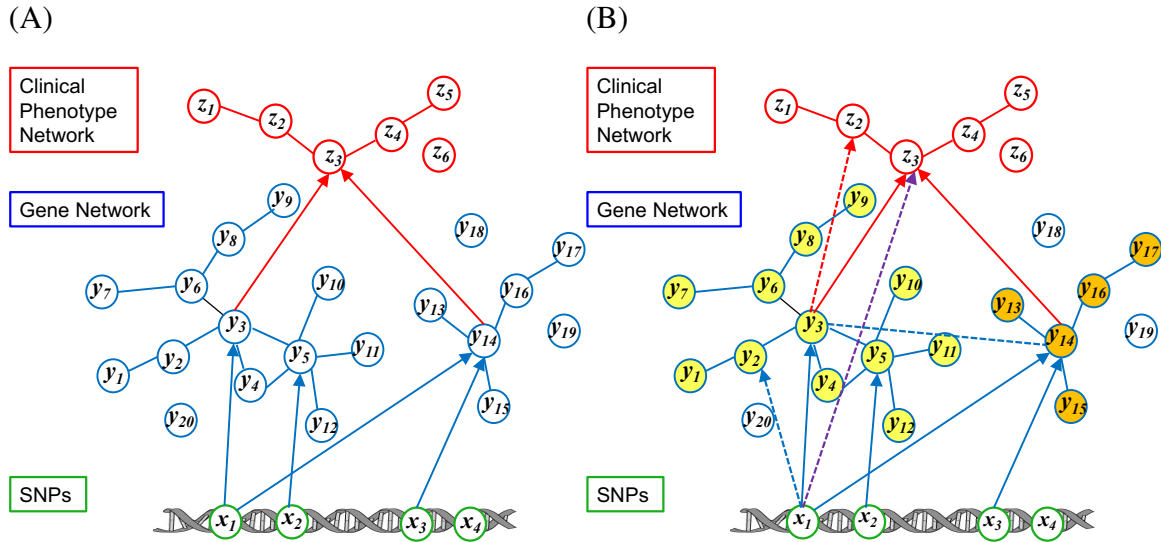 (A)
Clinical
Phenotype
Network
Gene Network
SNPs
z1
z2
z3
z4
z5
z6
y9
y8
y18
y17
y7
y6
y10
y16
y13
y3
y14
y19
y2
y5
y11
y1
y4
y15
y20
y12
x1
x2
x3
x4
(B)
Clinical
Phenotype
Network
Gene Network
SNPs
z1
z2
z3
z4
z5
z6
y9
y8
y18
y17
y7
y6
y10
y16
y13
y3
y14
y19
y2
y5
y11
y1
y4
y15
y20
y12
x1
x2
x3
x4